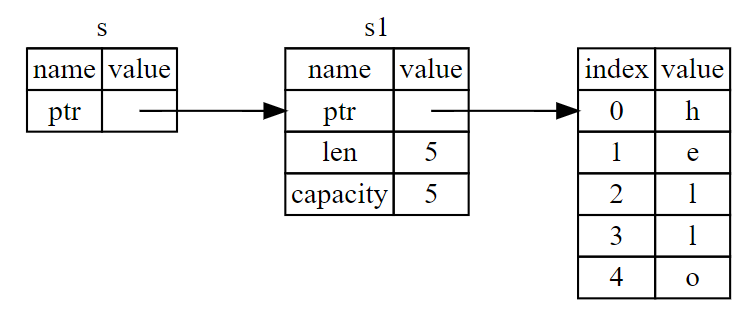 s
name value
ptr
s1
name value
ptr
len 5
capacity 5
index value
0 h
1 e
2 l
3 l
4 o